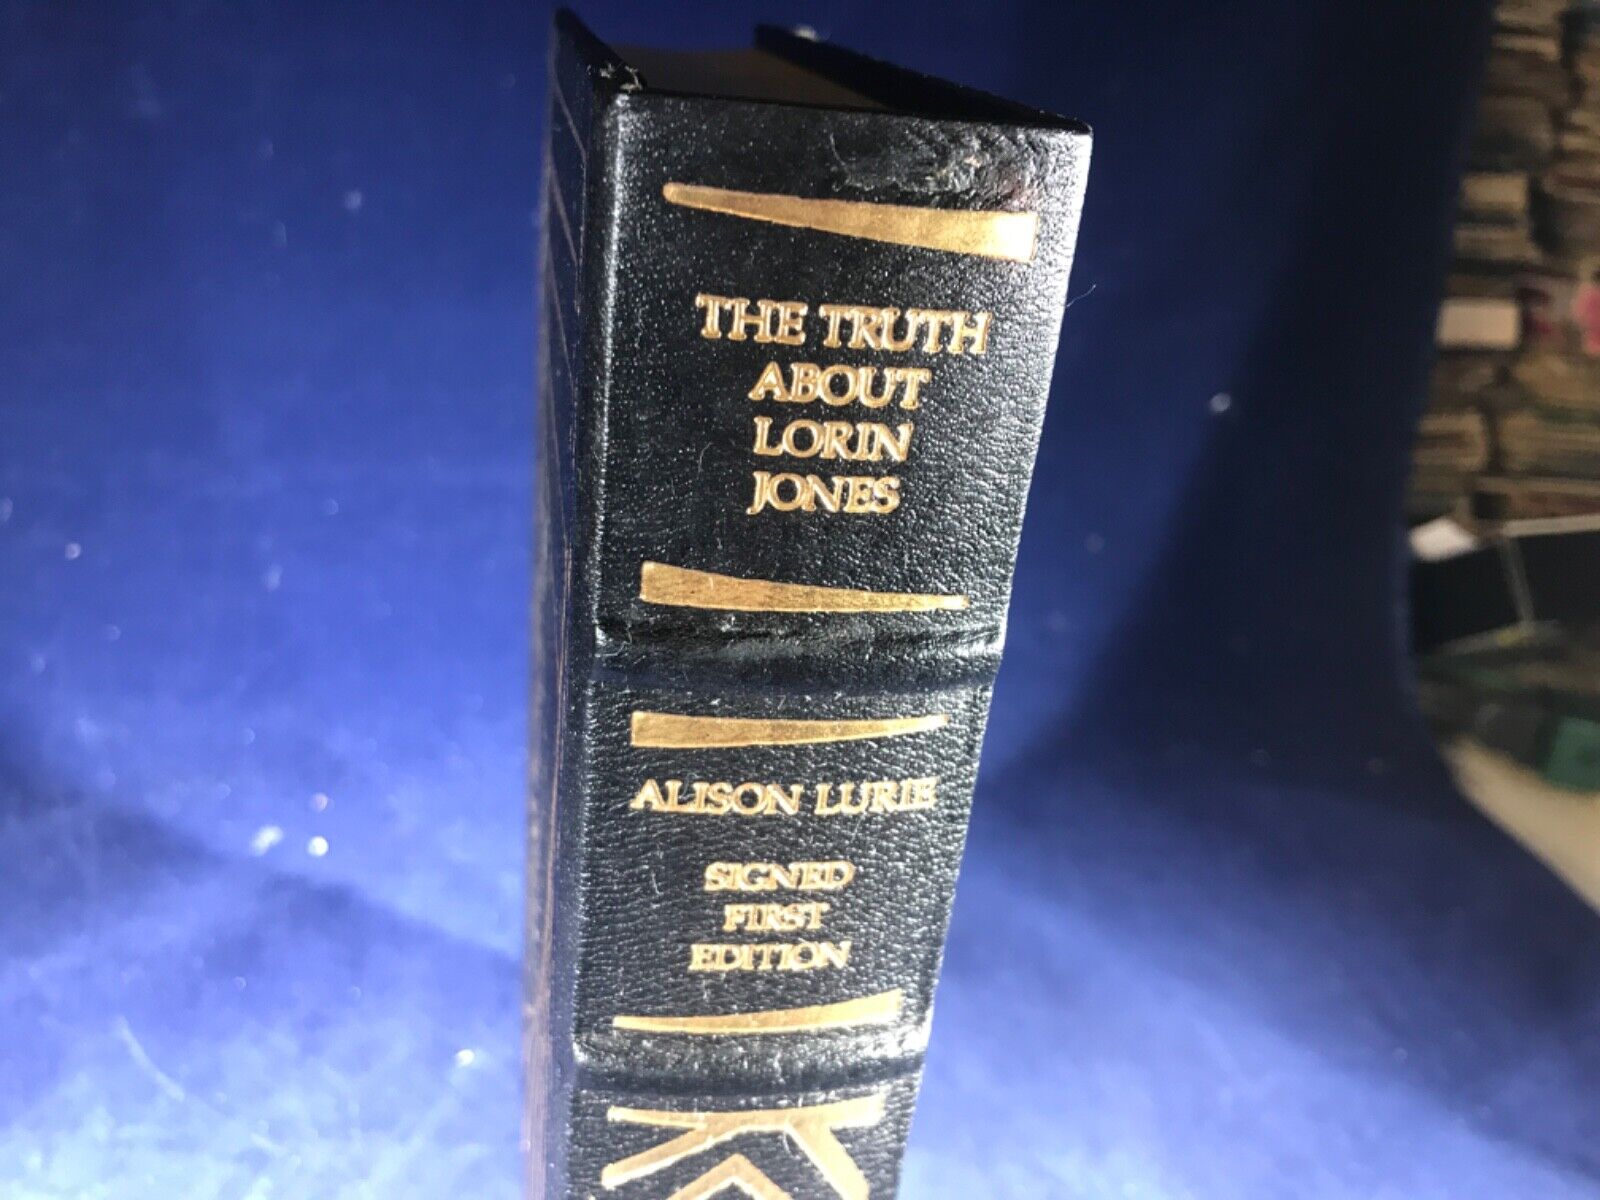 THE TRUTH
ABOUT
LORIN
JONES
ALISON LURIE
SIGNED
FIRST
EDITION